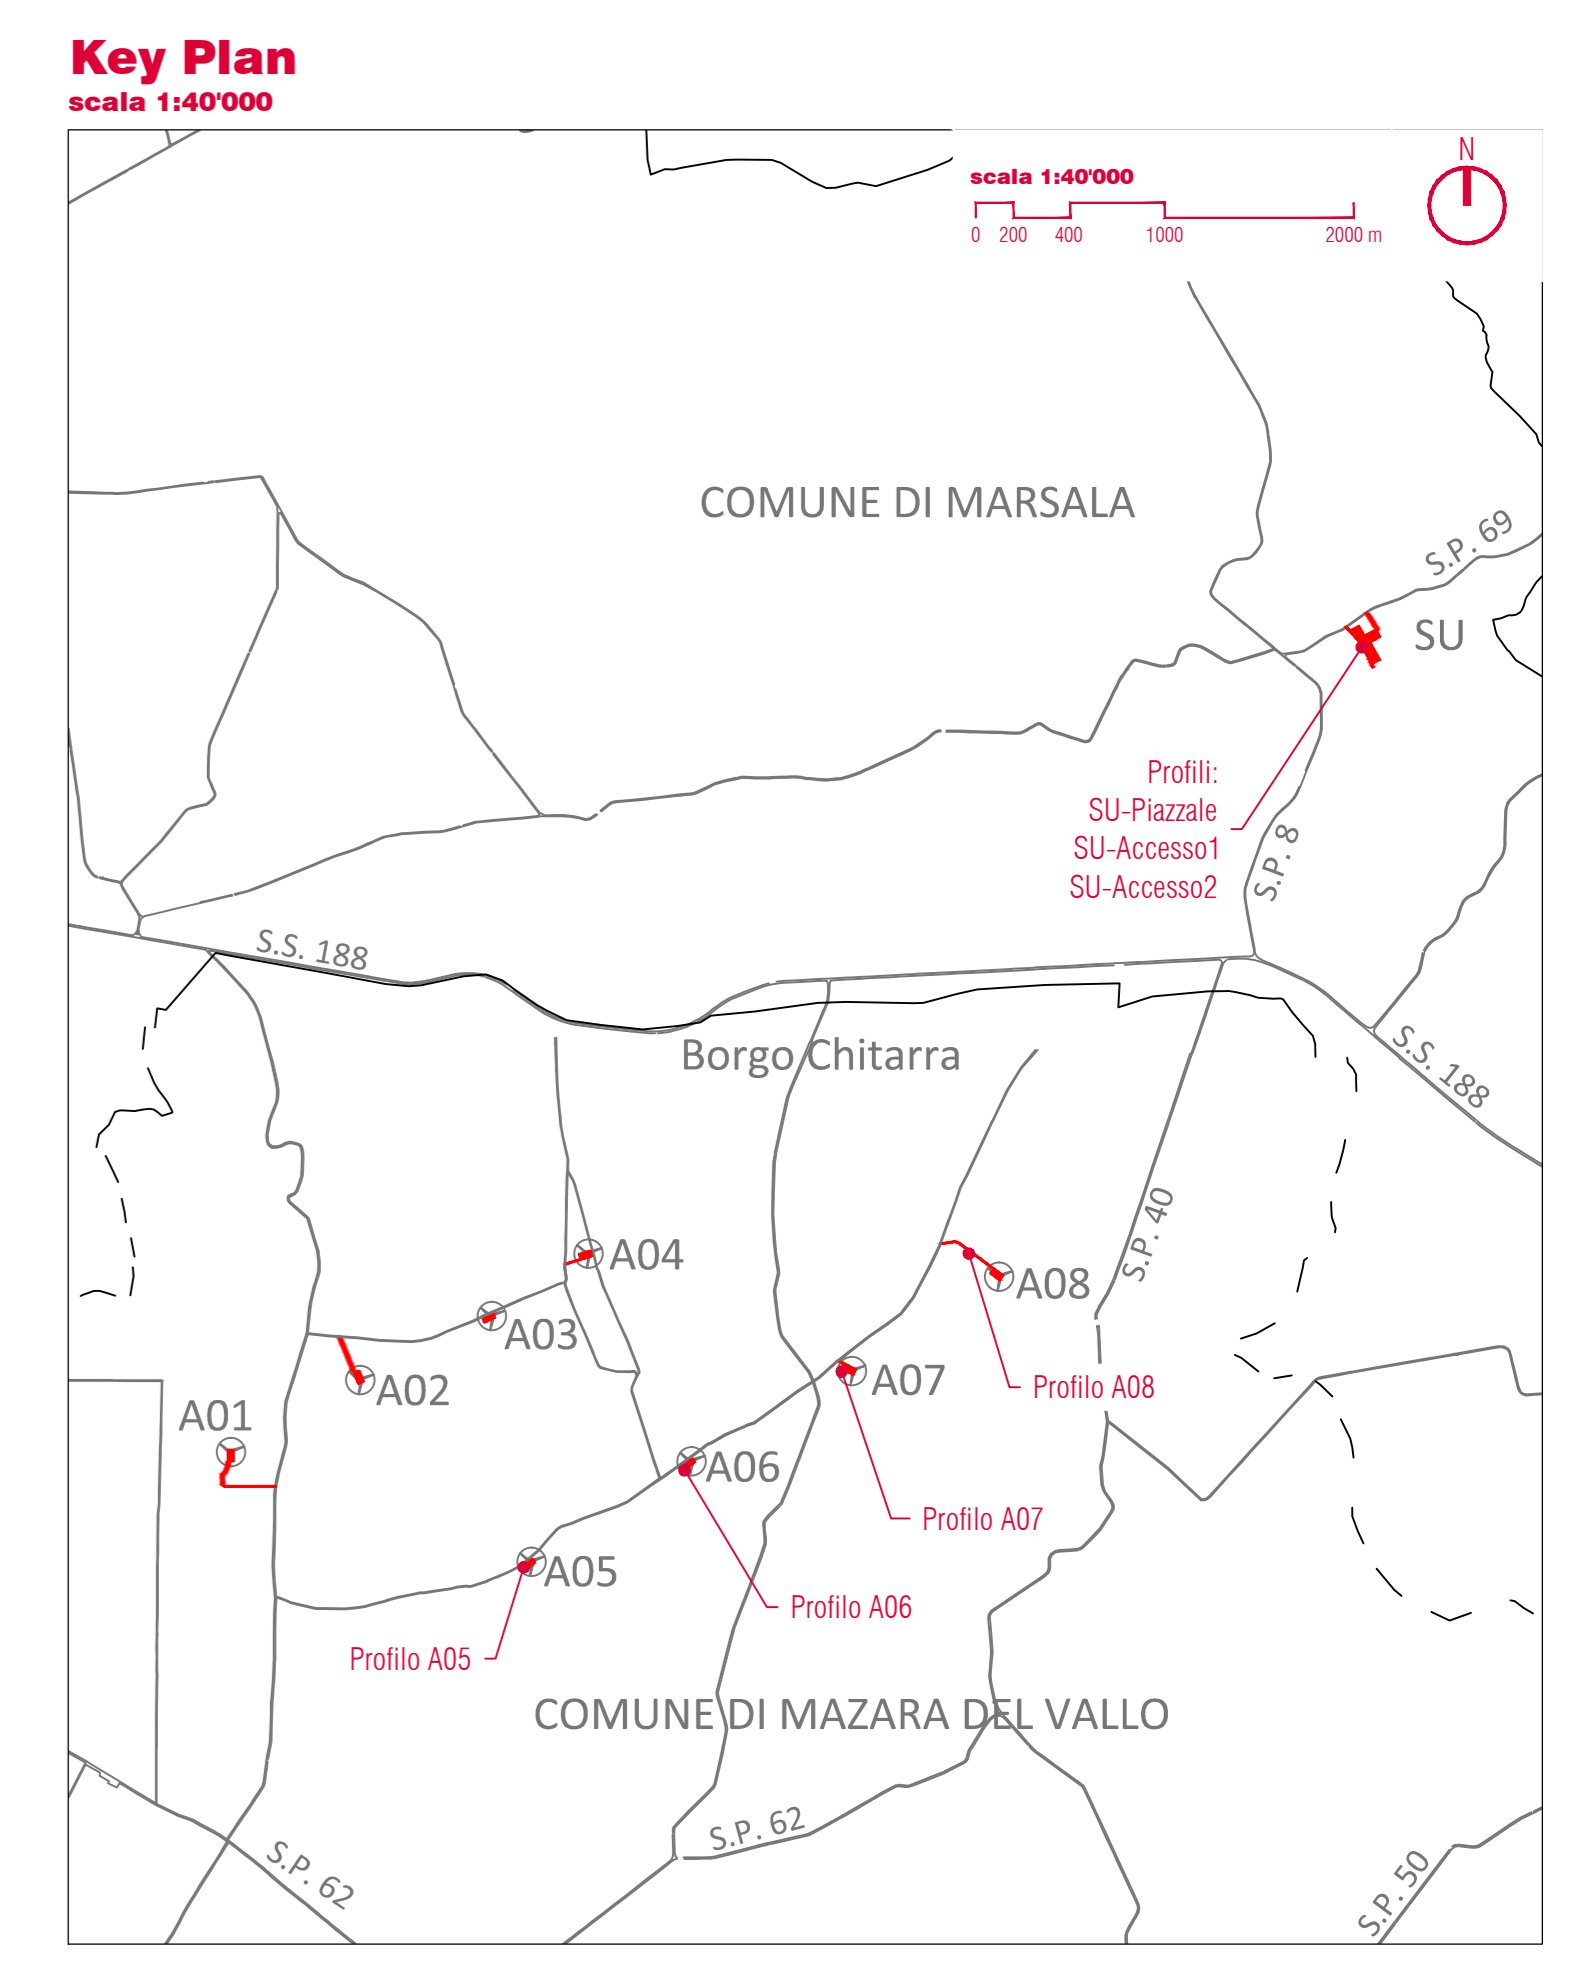 Key Plan
scala 1:40'000
N
scala 1:40'000
0 200 400 1000 2000 m
COMUNE DI MARSALA
S.P. 69
SU
Profili:
SU-Piazzale
SU-Accesso1
SU-Accesso2
S.P. 8
S.S. 188
Borgo Chitarra
S.S. 188
S.P. 40
A04
A08
A03
A07
Profilo A08
A02
A01
A06
Profilo A07
A05
Profilo A06
Profilo A05
COMUNE DI MAZARA DEL VALLO
S.P. 62
S.P. 62
S.P. 50